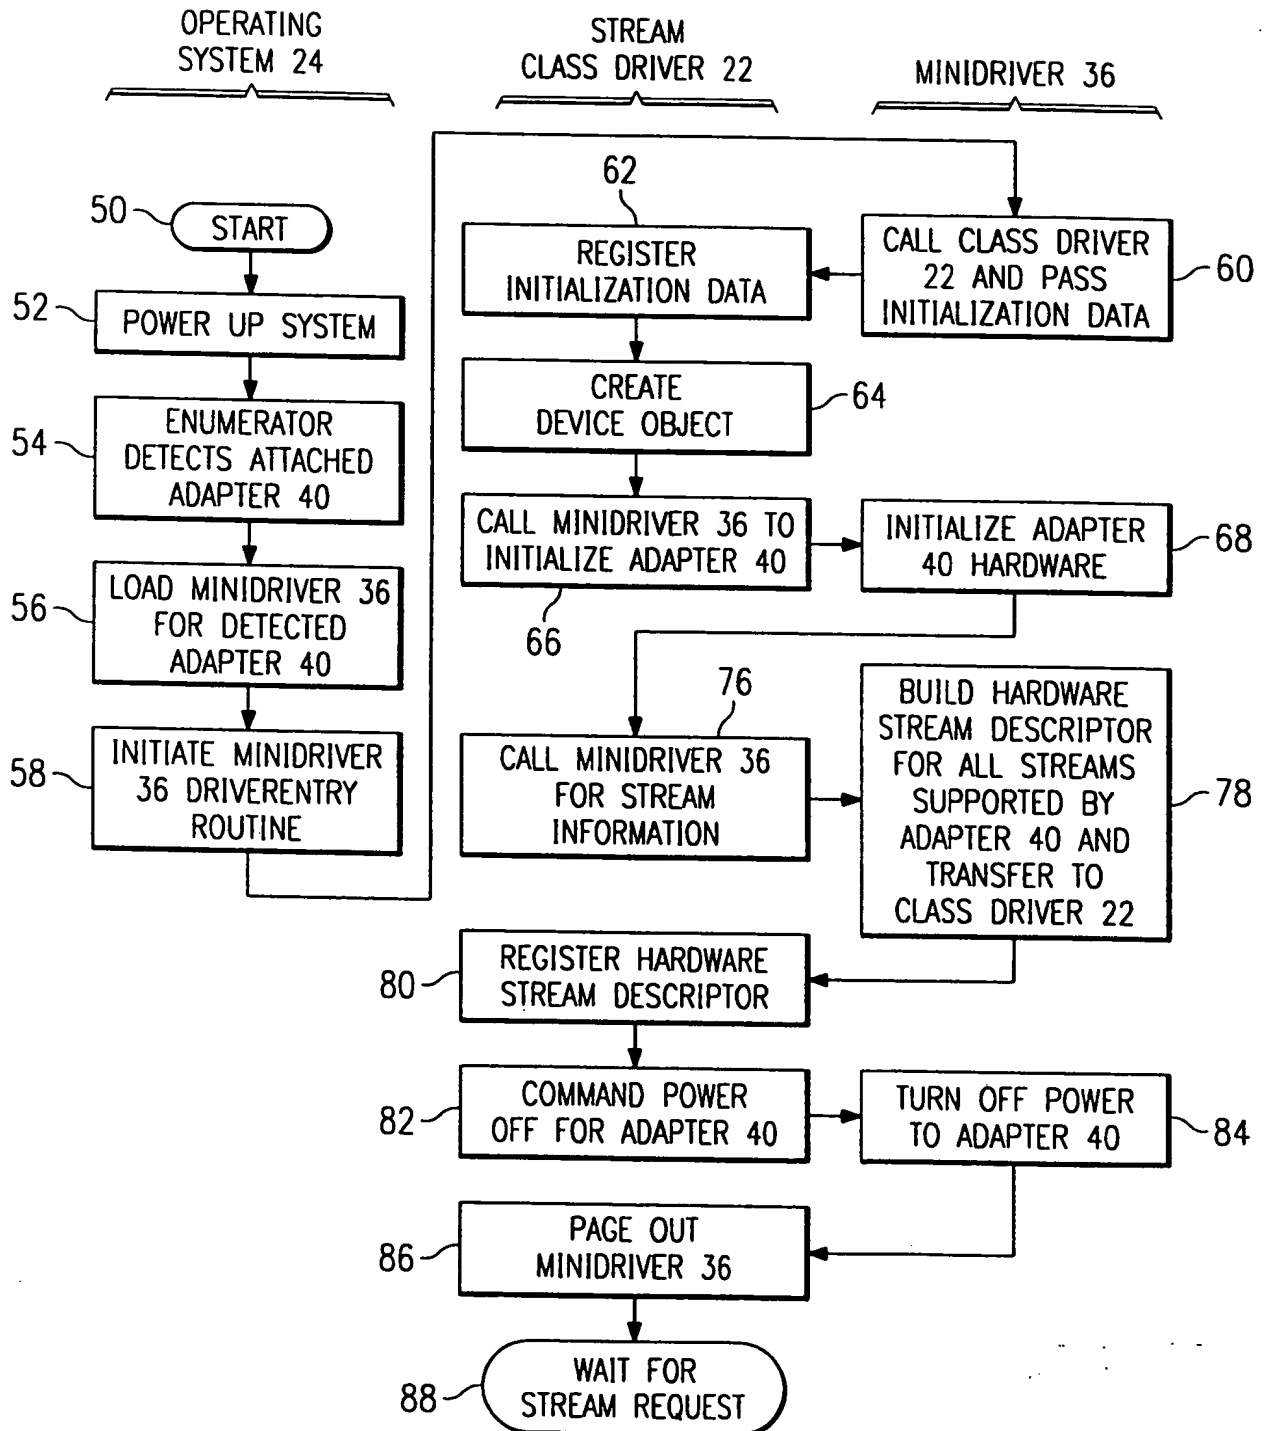 OPERATING
SYSTEM 24
STREAM
CLASS DRIVER 22
MINIDRIVER 36
50
START
52
POWER UP SYSTEM
54
ENUMERATOR
DETECTS ATTACHED
ADAPTER 40
56
LOAD MINIDRIVER 36
FOR DETECTED
ADAPTER 40
58
INITIATE MINIDRIVER
36 DRIVERENTRY
ROUTINE
CALL CLASS DRIVER
22 AND PASS
INITIALIZATION DATA
60
62
REGISTER
INITIALIZATION DATA
CREATE
DEVICE OBJECT
64
CALL MINIDRIVER 36 TO
INITIALIZE ADAPTER 40
66
INITIALIZE ADAPTER
40 HARDWARE
68
76
CALL MINIDRIVER 36
FOR STREAM
INFORMATION
BUILD HARDWARE
STREAM DESCRIPTOR
FOR ALL STREAMS
SUPPORTED BY
ADAPTER 40 AND
TRANSFER TO
CLASS DRIVER 22
78
80
REGISTER HARDWARE
STREAM DESCRIPTOR
82
COMMAND POWER
OFF FOR ADAPTER 40
TURN OFF POWER
TO ADAPTER 40
84
86
PAGE OUT
MINIDRIVER 36
88
WAIT FOR
STREAM REQUEST